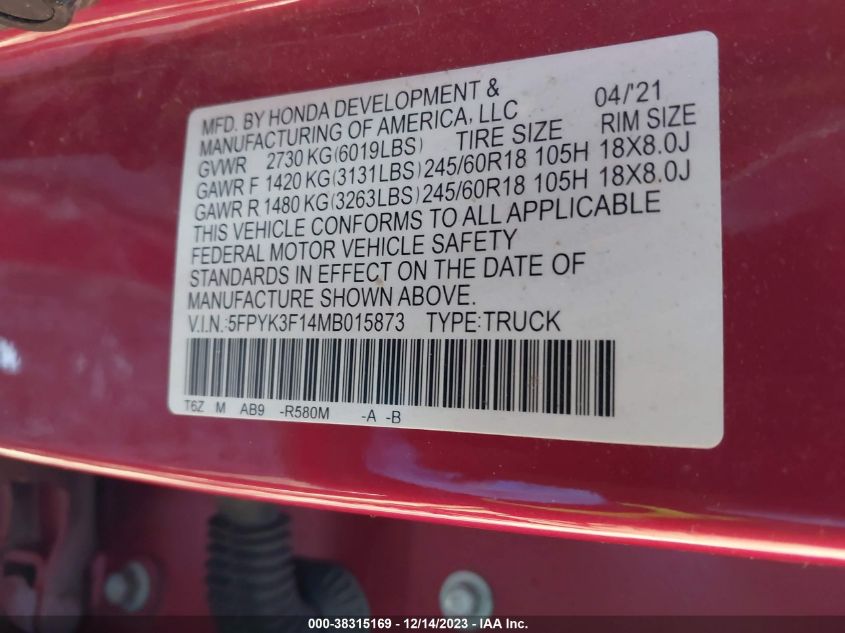 MFD. BY HONDA DEVELOPMENT & 04/'21
MANUFACTURING OF AMERICA, LLC
GVWR 2730 KG(6019LBS) TIRE SIZE RIM SIZE
GAWR F 1420 KG(3131LBS)245/60R18 105H 18X8.0J
GAWR R 1480 KG(3263LBS)245/60R18 105H 18X8.0J
THIS VEHICLE CONFORMS TO ALL APPLICABLE
FEDERAL MOTOR VEHICLE SAFETY
STANDARDS IN EFFECT ON THE DATE OF
MANUFACTURE SHOWN ABOVE.
V.I.N.:5FPYK3F14MB015873 TYPE:TRUCK
T6Z M AB9 -R580M -A -B
000-38315169 - 12/14/2023 - IAA Inc.